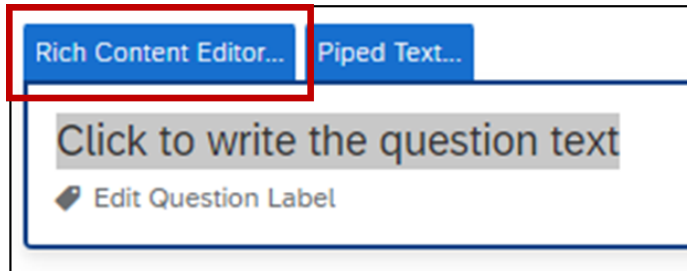 Rich Content Editor... Piped Text...
Click to write the question text
Edit Question Label